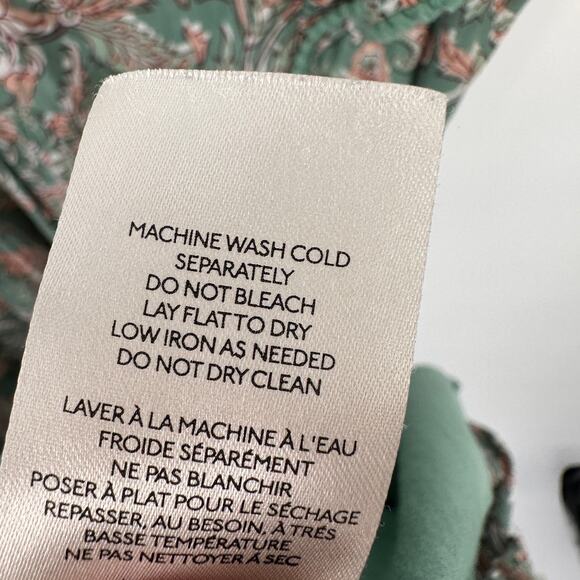 MACHINE WASH COLD
SEPARATELY
DO NOT BLEACH
LAY FLAT TO DRY
LOW IRON AS NEEDED
DO NOT DRY CLEAN
LAVER À LA MACHINE À L'EAU
FROIDE SÉPARÉMENT
NE PAS BLANCHIR
POSER À PLAT POUR LE SÉCHAGE
REPASSER, AU BESOIN, À TRÉS
BASSE TEMPÉRATURE
NE PAS NETTOYER À SEC